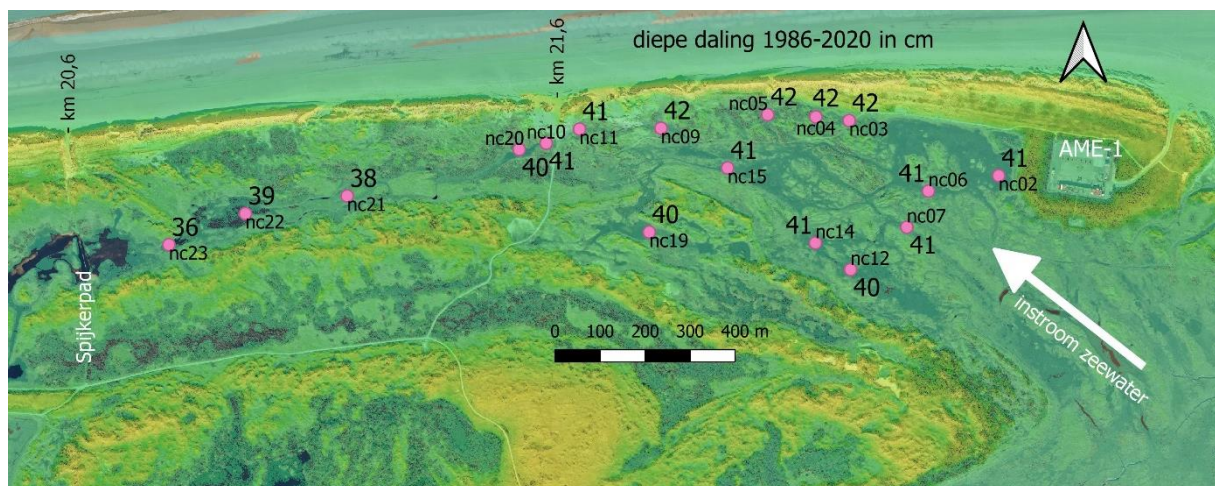 diepe daling 1986-2020 in cm
- km 20,6
- km 21,6
41
nc11
42
nc09
nc05
42
42
nc04
42
nc03
AME-1
nc20
40
nc10
41
41
nc15
41
nc06
41
nc02
38
nc21
39
nc22
36
nc23
40
nc19
41
nc14
nc07
41
nc12
40
Spijkerpad
0 100 200 300 400 m
instroom zeewater